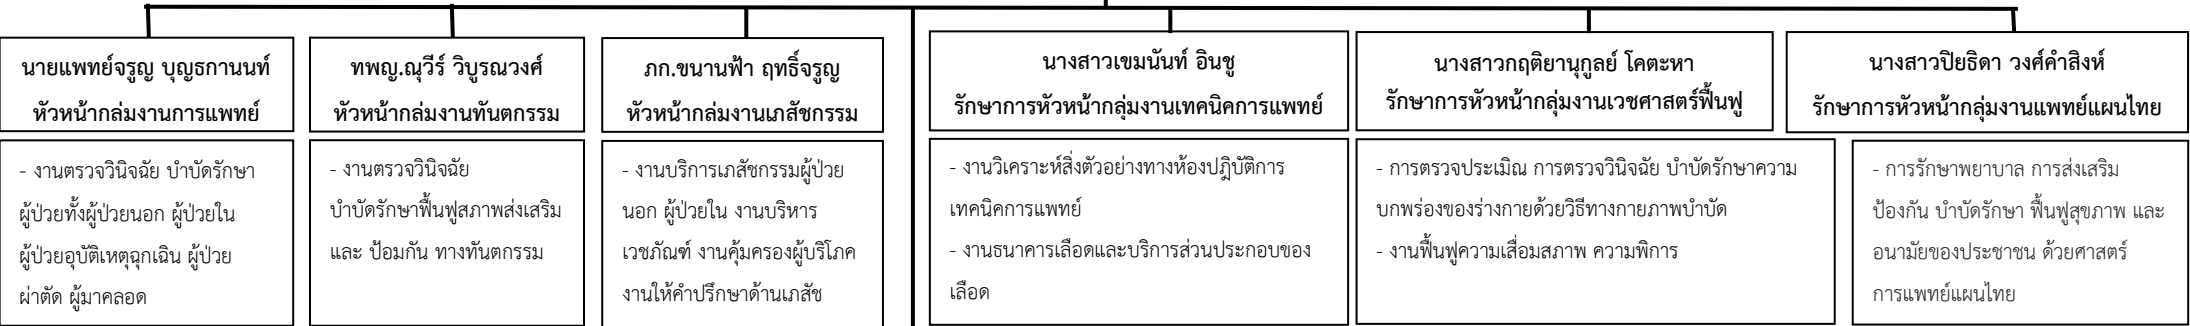 นายแพทย์จรูญ บุญธกานนท์
หัวหน้ากลุ่มงานการแพทย์
- งานตรวจวินิจฉัย บำบัดรักษา
ผู้ป่วยทั้งผู้ป่วยนอก ผู้ป่วยใน
ผู้ป่วยอุบัติเหตุฉุกเฉิน ผู้ป่วย
ผ่าตัด ผู้มาคลอด
ทพญ.ณุวีร์ วิบูรณวงศ์
หัวหน้ากลุ่มงานทันตกรรม
- งานตรวจวินิจฉัย
บำบัดรักษาฟื้นฟูสภาพส่งเสริม
และ ป้อมกัน ทางทันตกรรม
ภก.ขนานฟ้า ฤทธิ์จรูญ
หัวหน้ากลุ่มงานเภสัชกรรม
- งานบริการเภสัชกรรมผู้ป่วย
นอก ผู้ป่วยใน งานบริหาร
เวชภัณฑ์ งานคุ้มครองผู้บริโภค
งานให้คำปรึกษาด้านเภสัช
นางสาวเขมนันท์ อินชู
รักษาการหัวหน้ากลุ่มงานเทคนิคการแพทย์
- งานวิเคราะห์สิ่งตัวอย่างทางห้องปฏิบัติการ
เทคนิคการแพทย์
- งานธนาคารเลือดและบริการส่วนประกอบของ
เลือด
นางสาวกฤติยานุกูลย์ โคตะหา
รักษาการหัวหน้ากลุ่มงานเวชศาสตร์ฟื้นฟู
- การตรวจประเมิณ การตรวจวินิจฉัย บำบัดรักษาความ
บกพร่องของร่างกายด้วยวิธีทางกายภาพบำบัด
- งานฟื้นฟูความเสื่อมสภาพ ความพิการ
นางสาวปิยธิดา วงศ์คำสิงห์
รักษาการหัวหน้ากลุ่มงานแพทย์แผนไทย
- การรักษาพยาบาล การส่งเสริม
ป้องกัน บำบัดรักษา ฟื้นฟูสุขภาพ และ
อนามัยของประชาชน ด้วยศาสตร์
การแพทย์แผนไทย